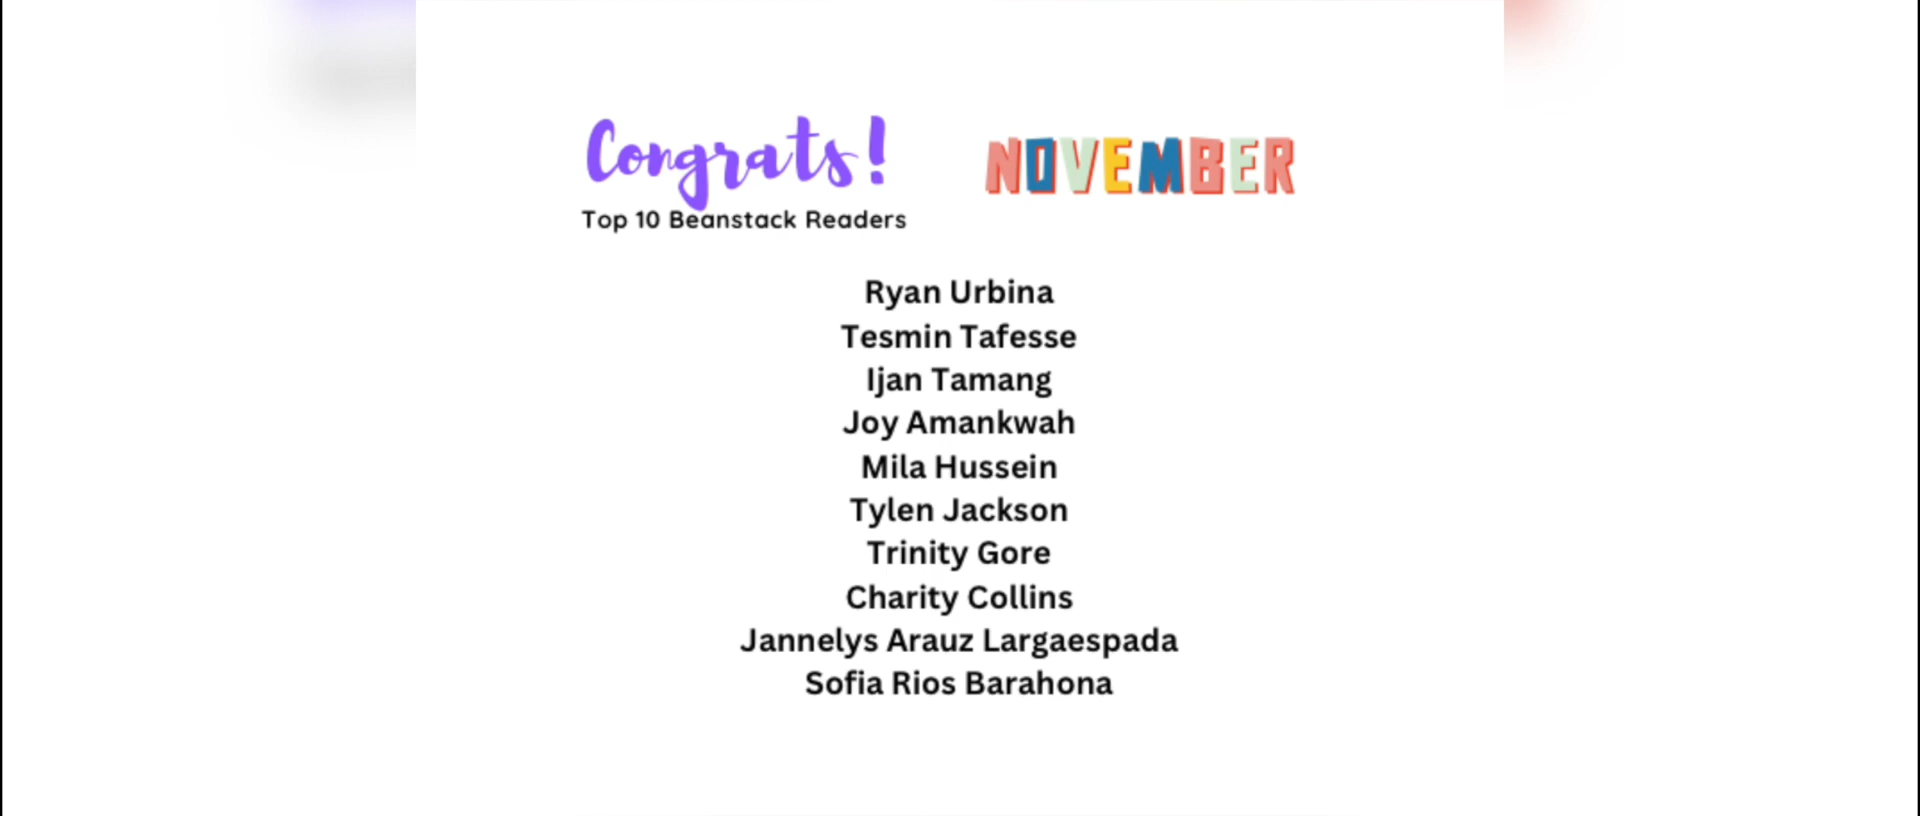 Congrats!
NOVEMBER
Top 10 Beanstack Readers
Ryan Urbina
Tesmin Tafesse
Ijan Tamang
Joy Amankwah
Mila Hussein
Tylen Jackson
Trinity Gore
Charity Collins
Jannelys Arauz Largaespada
Sofia Rios Barahona